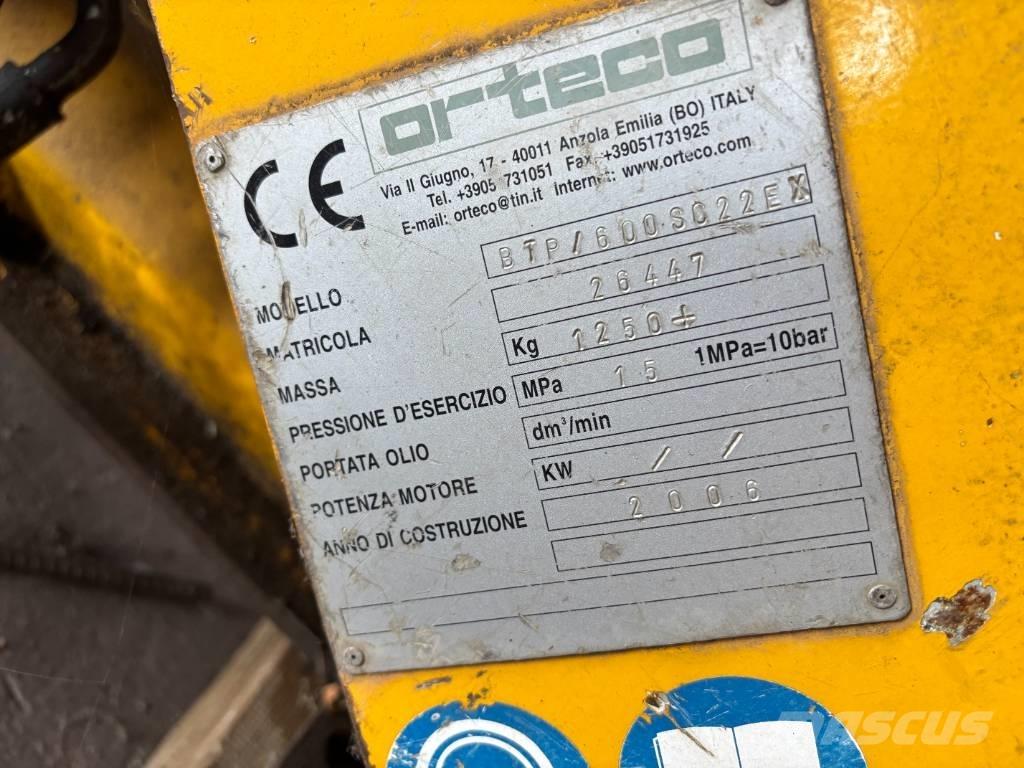 orteco
CE
Via II Giugno, 17 - 40011 Anzola Emilia (BO) ITALY
Tel. +3905 731051 Fax. +39051731925
E-mail: orteco@tin.it Internet: www.orteco.com
MODELLO BTP/600SC22EX
MATRICOLA 26447
MASSA Kg 1250+
PRESSIONE D'ESERCIZIO MPa 15 1MPa=10bar
PORTATA OLIO dm³/min
POTENZA MOTORE KW / /
ANNO DI COSTRUZIONE 2006
mascus